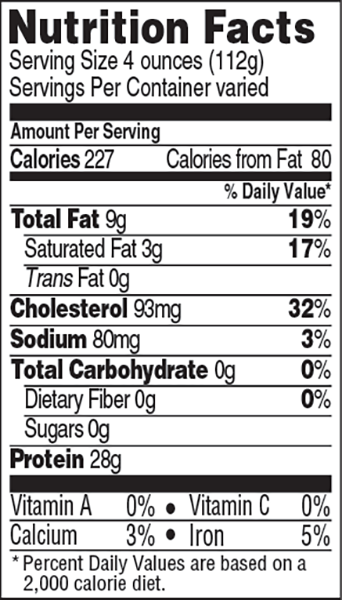 Nutrition Facts
Serving Size 4 ounces (112g)
Servings Per Container varied
Amount Per Serving
Calories 227 Calories from Fat 80
% Daily Value*
Total Fat 9g 19%
Saturated Fat 3g 17%
Trans Fat 0g
Cholesterol 93mg 32%
Sodium 80mg 3%
Total Carbohydrate 0g 0%
Dietary Fiber 0g 0%
Sugars 0g
Protein 28g
Vitamin A 0% • Vitamin C 0%
Calcium 3% • Iron 5%
* Percent Daily Values are based on a
2,000 calorie diet.